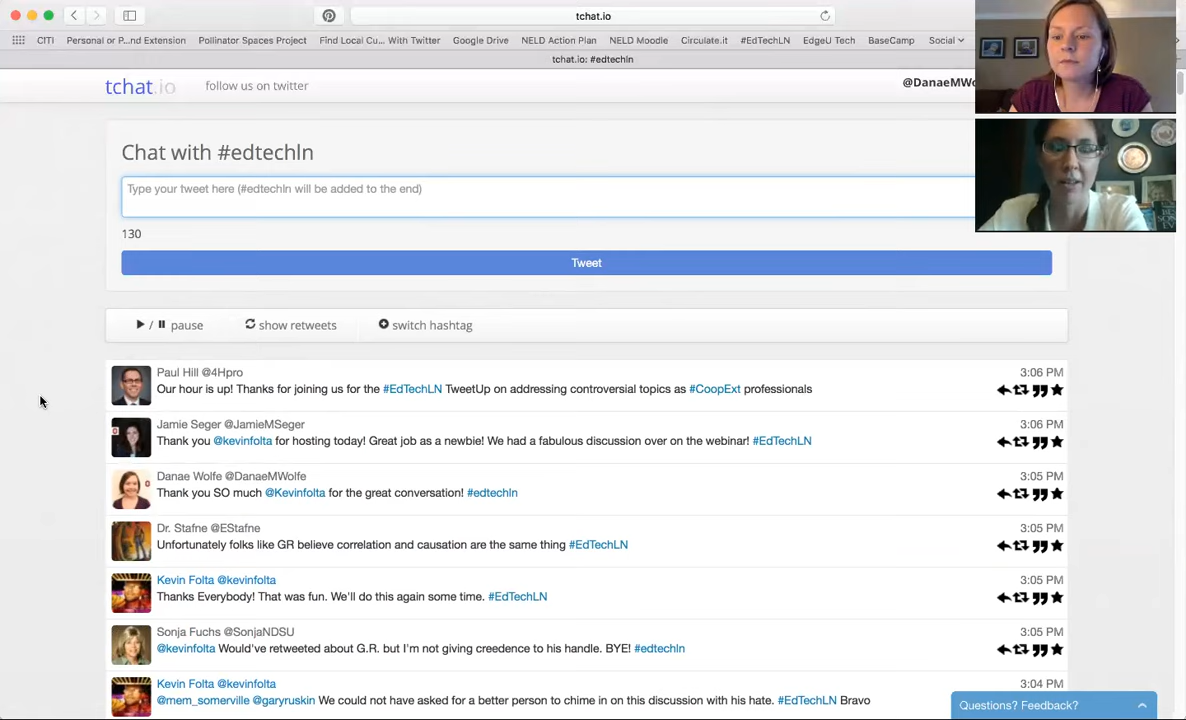 tchat.io
CITI Personal or P...nd Extension Pollinator Spaces Project Find Local Cu... With Twitter Google Drive NELD Action Plan NELD Moodle Circulate.it #EdTechLN EdgeU Tech BaseCamp Social
tchat.io: #edtechln
tchat.io follow us on twitter @DanaeMWo
Chat with #edtechln
Type your tweet here (#edtechln will be added to the end)
130
Tweet
/ pause show retweets switch hashtag
Paul Hill @4Hpro 3:06 PM
Our hour is up! Thanks for joining us for the #EdTechLN TweetUp on addressing controversial topics as #CoopExt professionals
Jamie Seger @JamieMSeger 3:06 PM
Thank you @kevinfolta for hosting today! Great job as a newbie! We had a fabulous discussion over on the webinar! #EdTechLN
Danae Wolfe @DanaeMWolfe 3:05 PM
Thank you SO much @Kevinfolta for the great conversation! #edtechln
Dr. Stafne @EStafne 3:05 PM
Unfortunately folks like GR believe correlation and causation are the same thing #EdTechLN
Kevin Folta @kevinfolta 3:05 PM
Thanks Everybody! That was fun. We'll do this again some time. #EdTechLN
Sonja Fuchs @SonjaNDSU 3:05 PM
@kevinfolta Would've retweeted about G.R. but I'm not giving creedence to his handle. BYE! #edtechln
Kevin Folta @kevinfolta 3:04 PM
@mem_somerville @garyruskin We could not have asked for a better person to chime in on this discussion with his hate. #EdTechLN Bravo
Questions? Feedback?